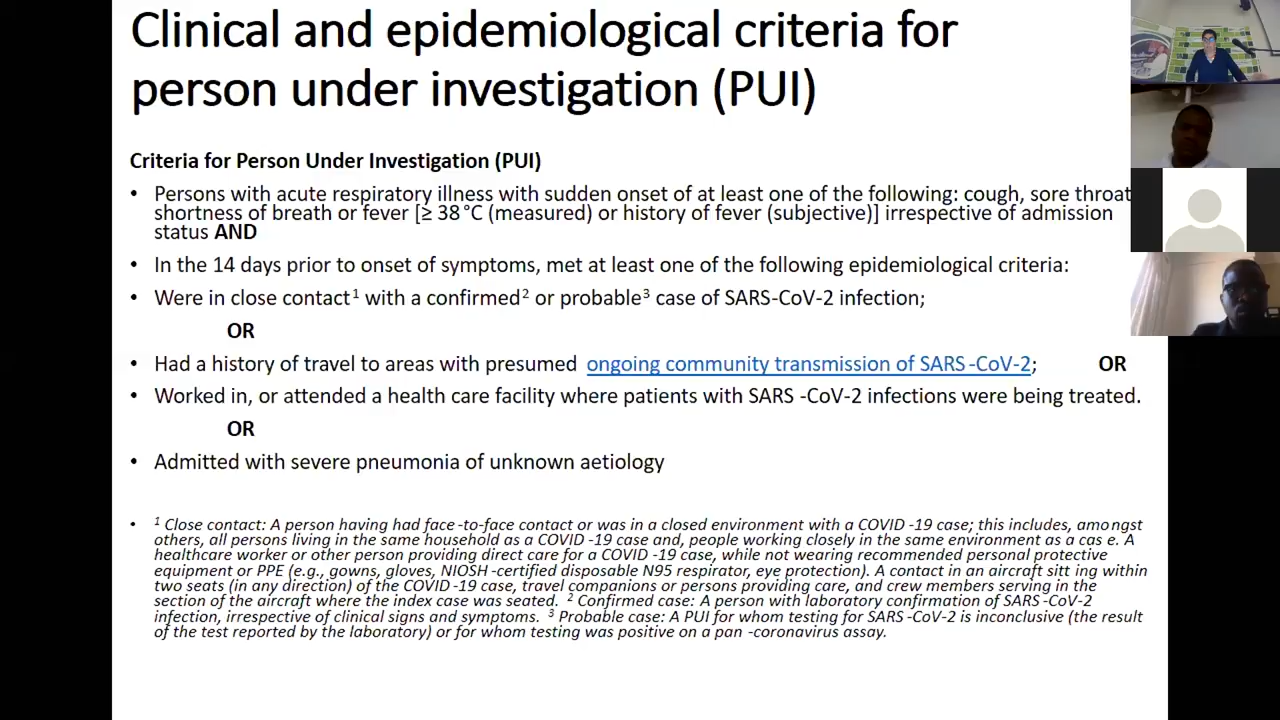 Clinical and epidemiological criteria for
person under investigation (PUI)
Criteria for Person Under Investigation (PUI)
• Persons with acute respiratory illness with sudden onset of at least one of the following: cough, sore throat
shortness of breath or fever [≥ 38 °C (measured) or history of fever (subjective)] irrespective of admission
status AND
• In the 14 days prior to onset of symptoms, met at least one of the following epidemiological criteria:
• Were in close contact¹ with a confirmed² or probable³ case of SARS-CoV-2 infection;
OR
• Had a history of travel to areas with presumed ongoing community transmission of SARS -CoV-2; OR
• Worked in, or attended a health care facility where patients with SARS -CoV-2 infections were being treated.
OR
• Admitted with severe pneumonia of unknown aetiology
• ¹ Close contact: A person having had face -to-face contact or was in a closed environment with a COVID -19 case; this includes, amo ngst
others, all persons living in the same household as a COVID -19 case and, people working closely in the same environment as a cas e. A
healthcare worker or other person providing direct care for a COVID -19 case, while not wearing recommended personal protective
equipment or PPE (e.g., gowns, gloves, NIOSH -certified disposable N95 respirator, eye protection). A contact in an aircraft sitt ing within
two seats (in any direction) of the COVID -19 case, travel companions or persons providing care, and crew members serving in the
section of the aircraft where the index case was seated. ² Confirmed case: A person with laboratory confirmation of SARS -CoV-2
infection, irrespective of clinical signs and symptoms. ³ Probable case: A PUI for whom testing for SARS -CoV-2 is inconclusive (the result
of the test reported by the laboratory) or for whom testing was positive on a pan -coronavirus assay.